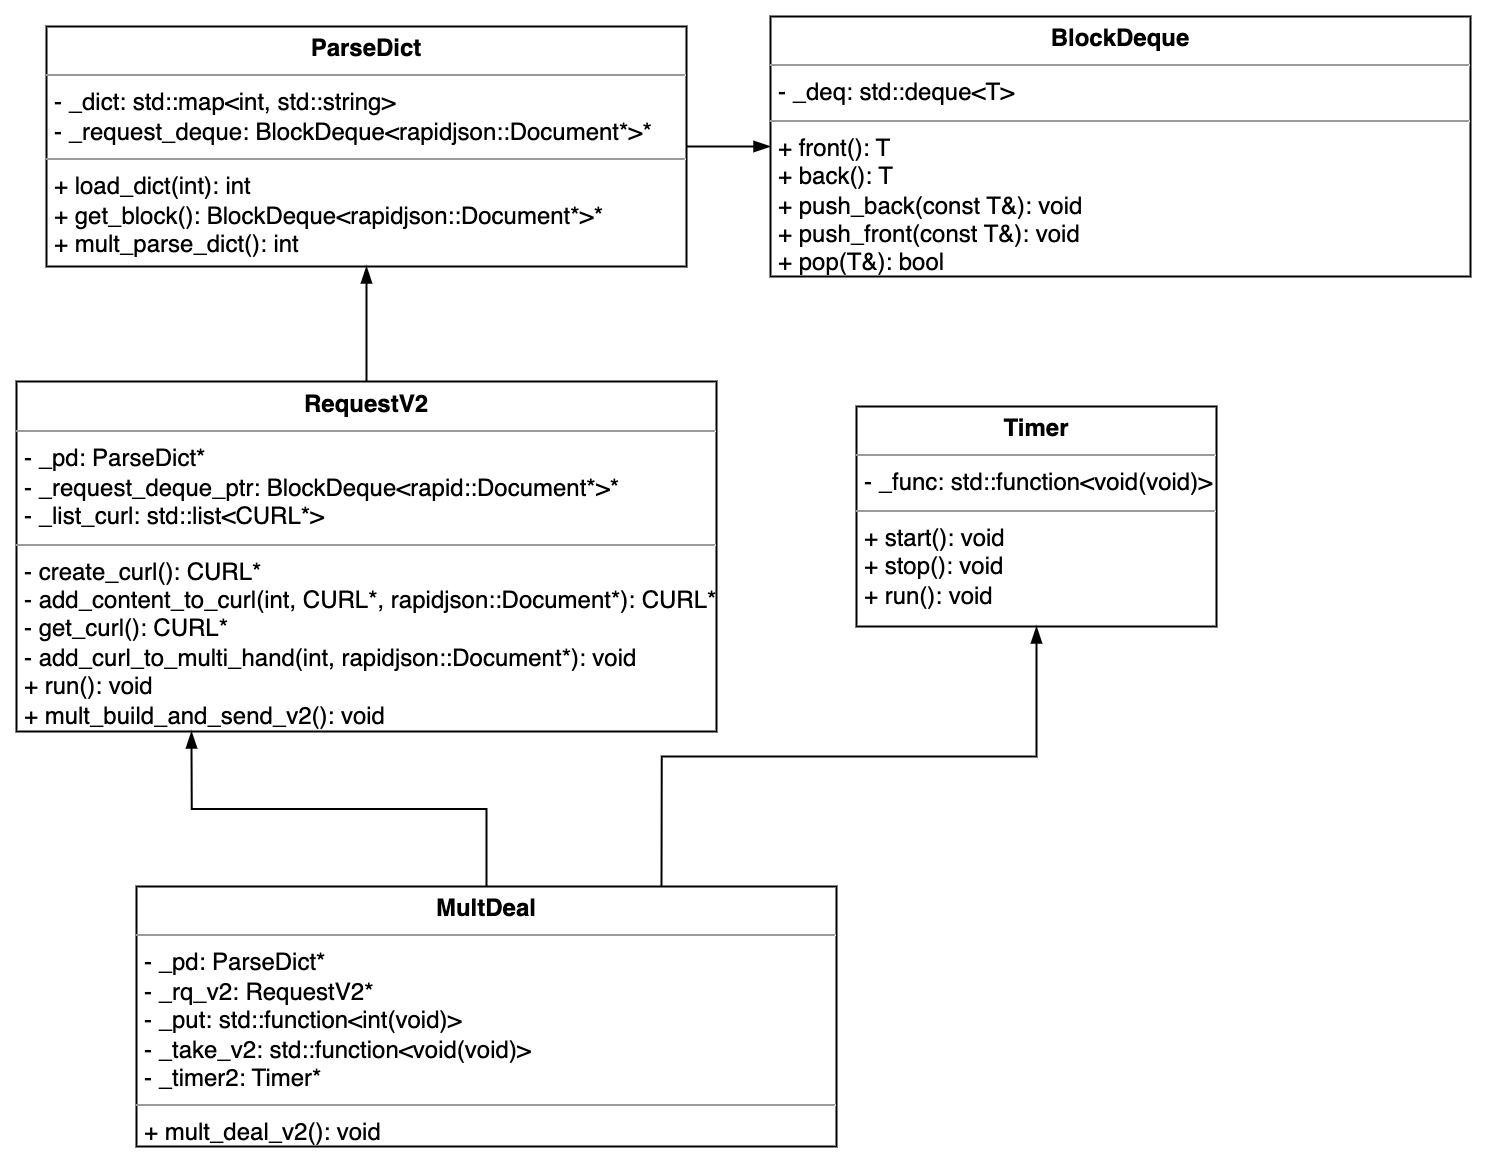 ParseDict
- _dict: std::map<int, std::string>
- _request_deque: BlockDeque<rapidjson::Document*>*
+ load_dict(int): int
+ get_block(): BlockDeque<rapidjson::Document*>*
+ mult_parse_dict(): int
BlockDeque
- _deq: std::deque<T>
+ front(): T
+ back(): T
+ push_back(const T&): void
+ push_front(const T&): void
+ pop(T&): bool
RequestV2
- _pd: ParseDict*
- _request_deque_ptr: BlockDeque<rapid::Document*>*
- _list_curl: std::list<CURL*>
- create_curl(): CURL*
- add_content_to_curl(int, CURL*, rapidjson::Document*): CURL*
- get_curl(): CURL*
- add_curl_to_multi_hand(int, rapidjson::Document*): void
+ run(): void
+ mult_build_and_send_v2(): void
Timer
- _func: std::function<void(void)>
+ start(): void
+ stop(): void
+ run(): void
MultDeal
- _pd: ParseDict*
- _rq_v2: RequestV2*
- _put: std::function<int(void)>
- _take_v2: std::function<void(void)>
- _timer2: Timer*
+ mult_deal_v2(): void